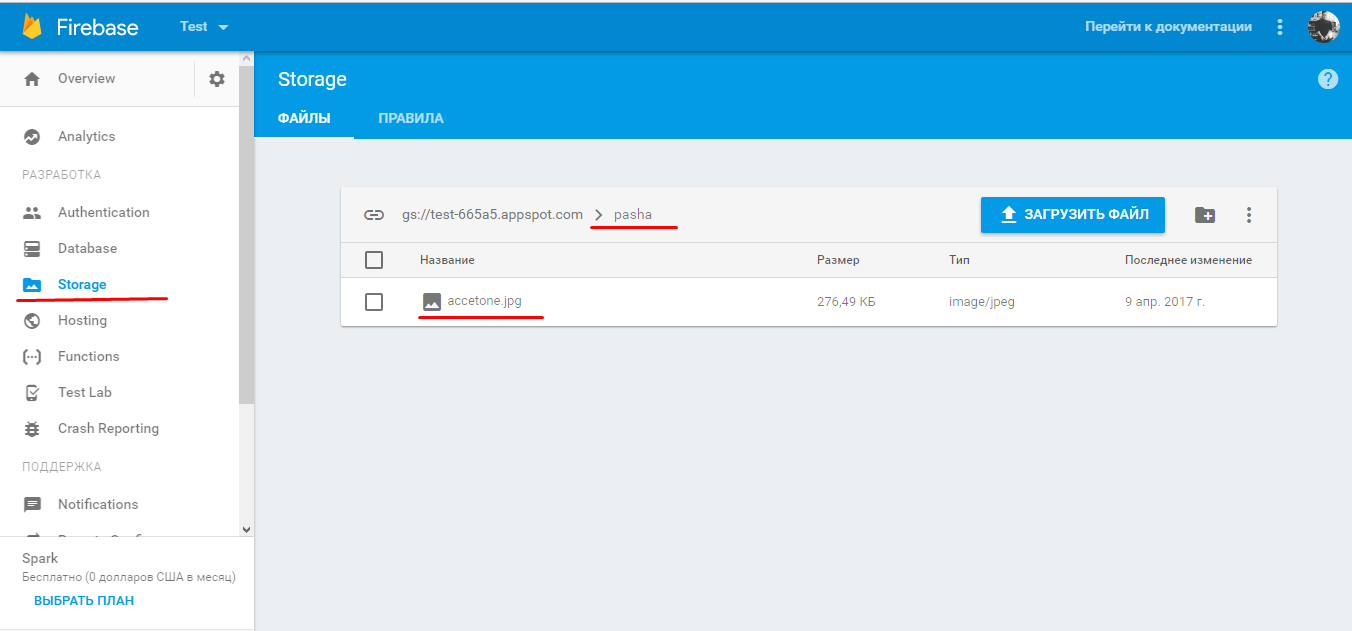 Firebase Test Перейти к документации
Overview
Storage
ФАЙЛЫ ПРАВИЛА
Analytics
РАЗРАБОТКА
Authentication
Database
Storage
Hosting
Functions
Test Lab
Crash Reporting
ПОДДЕРЖКА
Notifications
Spark
Бесплатно (0 долларов США в месяц)
ВЫБРАТЬ ПЛАН
gs://test-665a5.appspot.com > pasha ЗАГРУЗИТЬ ФАЙЛ
Название Размер Тип Последнее изменение
accetone.jpg 276,49 КБ image/jpeg 9 апр. 2017 г.